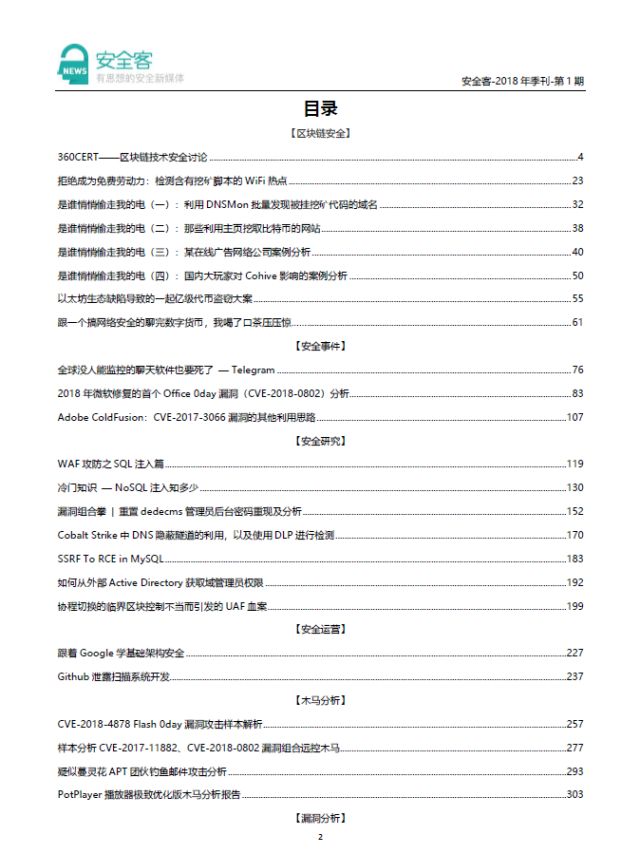 安全客
NEWS
有思想的安全新媒体
安全客-2018 年季刊-第 1 期
目录
【区块链安全】
360CERT——区块链技术安全讨论........4
拒绝成为免费劳动力：检测含有挖矿脚本的 WiFi 热点........23
是谁悄悄偷走我的电（一）：利用 DNSMon 批量发现被挂挖矿代码的域名........32
是谁悄悄偷走我的电（二）：那些利用主页挖取比特币的网站........38
是谁悄悄偷走我的电（三）：某在线广告网络公司案例分析........40
是谁悄悄偷走我的电（四）：国内大玩家对 Cohive 影响的案例分析........50
以太坊生态缺陷导致的一起亿级代币盗窃大案........55
跟一个搞网络安全的聊完数字货币，我喝了口茶压压惊........61
【安全事件】
全球没人能监控的聊天软件也要死了 — Telegram........76
2018 年微软修复的首个 Office 0day 漏洞（CVE-2018-0802）分析........83
Adobe ColdFusion：CVE-2017-3066 漏洞的其他利用思路........107
【安全研究】
WAF 攻防之 SQL 注入篇........119
冷门知识 — NoSQL 注入知多少........130
漏洞组合拳 | 重置 dedecms 管理员后台密码重现及分析........152
Cobalt Strike 中 DNS 隐蔽隧道的利用，以及使用 DLP 进行检测........170
SSRF To RCE in MySQL........183
如何从外部 Active Directory 获取域管理员权限........192
协程切换的临界区块控制不当而引发的 UAF 血案........199
【安全运营】
跟着 Google 学基础架构安全........227
Github 泄露扫描系统开发........237
【木马分析】
CVE-2018-4878 Flash 0day 漏洞攻击样本解析........257
样本分析 CVE-2017-11882、CVE-2018-0802 漏洞组合远控木马........277
疑似蔓灵花 APT 团伙钓鱼邮件攻击分析........293
PotPlayer 播放器极致优化版木马分析报告........303
【漏洞分析】
2